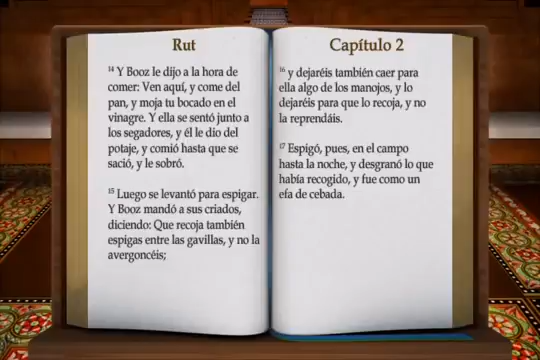 Rut
¹⁴ Y Booz le dijo a la hora de
comer: Ven aquí, y come del
pan, y moja tu bocado en el
vinagre. Y ella se sentó junto a
los segadores, y él le dio del
potaje, y comió hasta que se
sació, y le sobró.
¹⁵ Luego se levantó para espigar.
Y Booz mandó a sus criados,
diciendo: Que recoja también
espigas entre las gavillas, y no la
avergoncéis;
Capítulo 2
¹⁶ y dejaréis también caer para
ella algo de los manojos, y lo
dejaréis para que lo recoja, y no
la reprendáis.
¹⁷ Espigó, pues, en el campo
hasta la noche, y desgranó lo que
había recogido, y fue como un
efa de cebada.